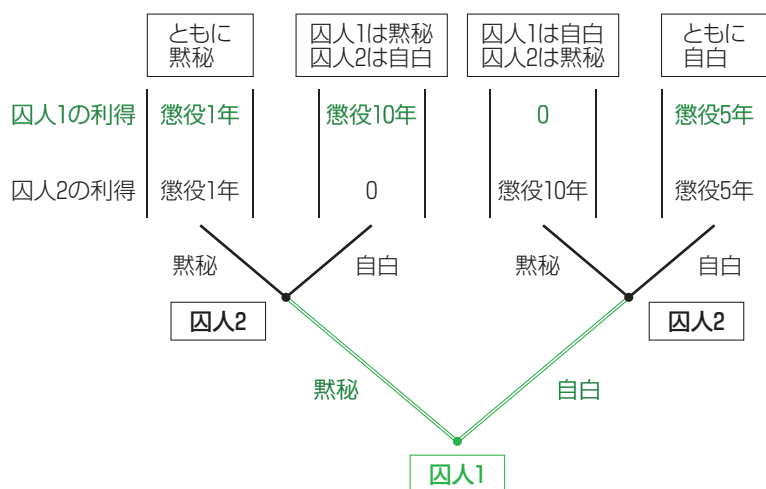 ともに
黙秘
囚人1は黙秘
囚人2は自白
囚人1は自白
囚人2は黙秘
ともに
自白
囚人1の利得 懲役1年 懲役10年 0 懲役5年
囚人2の利得 懲役1年 0 懲役10年 懲役5年
黙秘 自白 黙秘 自白
囚人2 囚人2
黙秘 自白
囚人1